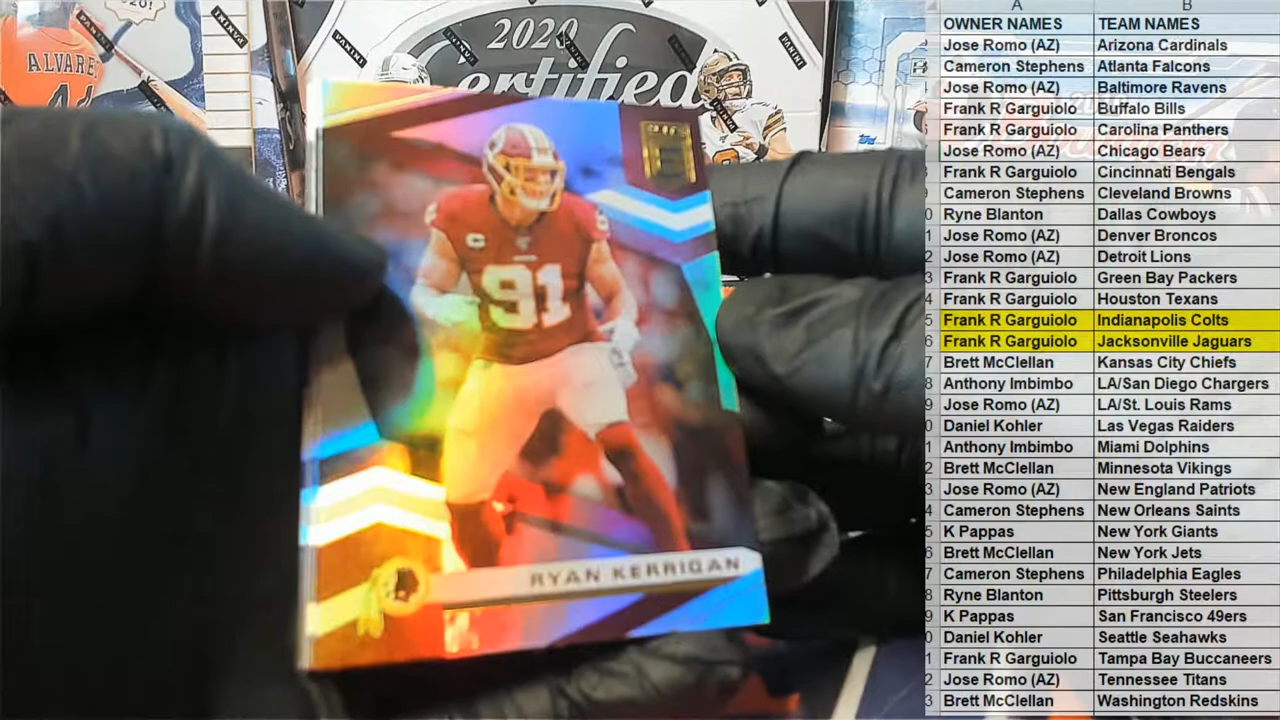 ALVARE
PANINI
PANINI
PANINI
PANINI
PANINI
2020
Certified
91
RYAN KERRIGAN
A B
OWNER NAMES TEAM NAMES
Jose Romo (AZ) Arizona Cardinals
Cameron Stephens Atlanta Falcons
Jose Romo (AZ) Baltimore Ravens
Frank R Garguiolo Buffalo Bills
Frank R Garguiolo Carolina Panthers
Jose Romo (AZ) Chicago Bears
Frank R Garguiolo Cincinnati Bengals
Cameron Stephens Cleveland Browns
Ryne Blanton Dallas Cowboys
Jose Romo (AZ) Denver Broncos
Jose Romo (AZ) Detroit Lions
Frank R Garguiolo Green Bay Packers
Frank R Garguiolo Houston Texans
Frank R Garguiolo Indianapolis Colts
Frank R Garguiolo Jacksonville Jaguars
Brett McClellan Kansas City Chiefs
Anthony Imbimbo LA/San Diego Chargers
Jose Romo (AZ) LA/St. Louis Rams
Daniel Kohler Las Vegas Raiders
Anthony Imbimbo Miami Dolphins
Brett McClellan Minnesota Vikings
Jose Romo (AZ) New England Patriots
Cameron Stephens New Orleans Saints
K Pappas New York Giants
Brett McClellan New York Jets
Cameron Stephens Philadelphia Eagles
Ryne Blanton Pittsburgh Steelers
K Pappas San Francisco 49ers
Daniel Kohler Seattle Seahawks
Frank R Garguiolo Tampa Bay Buccaneers
Jose Romo (AZ) Tennessee Titans
Brett McClellan Washington Redskins